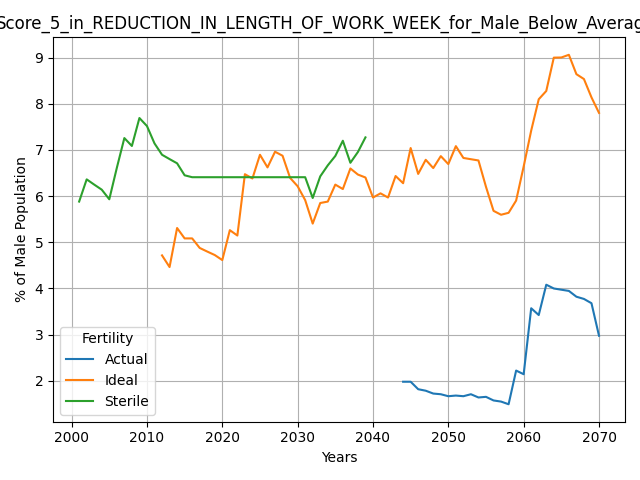 Score_5_in_REDUCTION_IN_LENGTH_OF_WORK_WEEK_for_Male_Below_Averag
9
8
7
6
5
4
3
2
% of Male Population
Fertility
Actual
Ideal
Sterile
2000 2010 2020 2030 2040 2050 2060 2070
Years